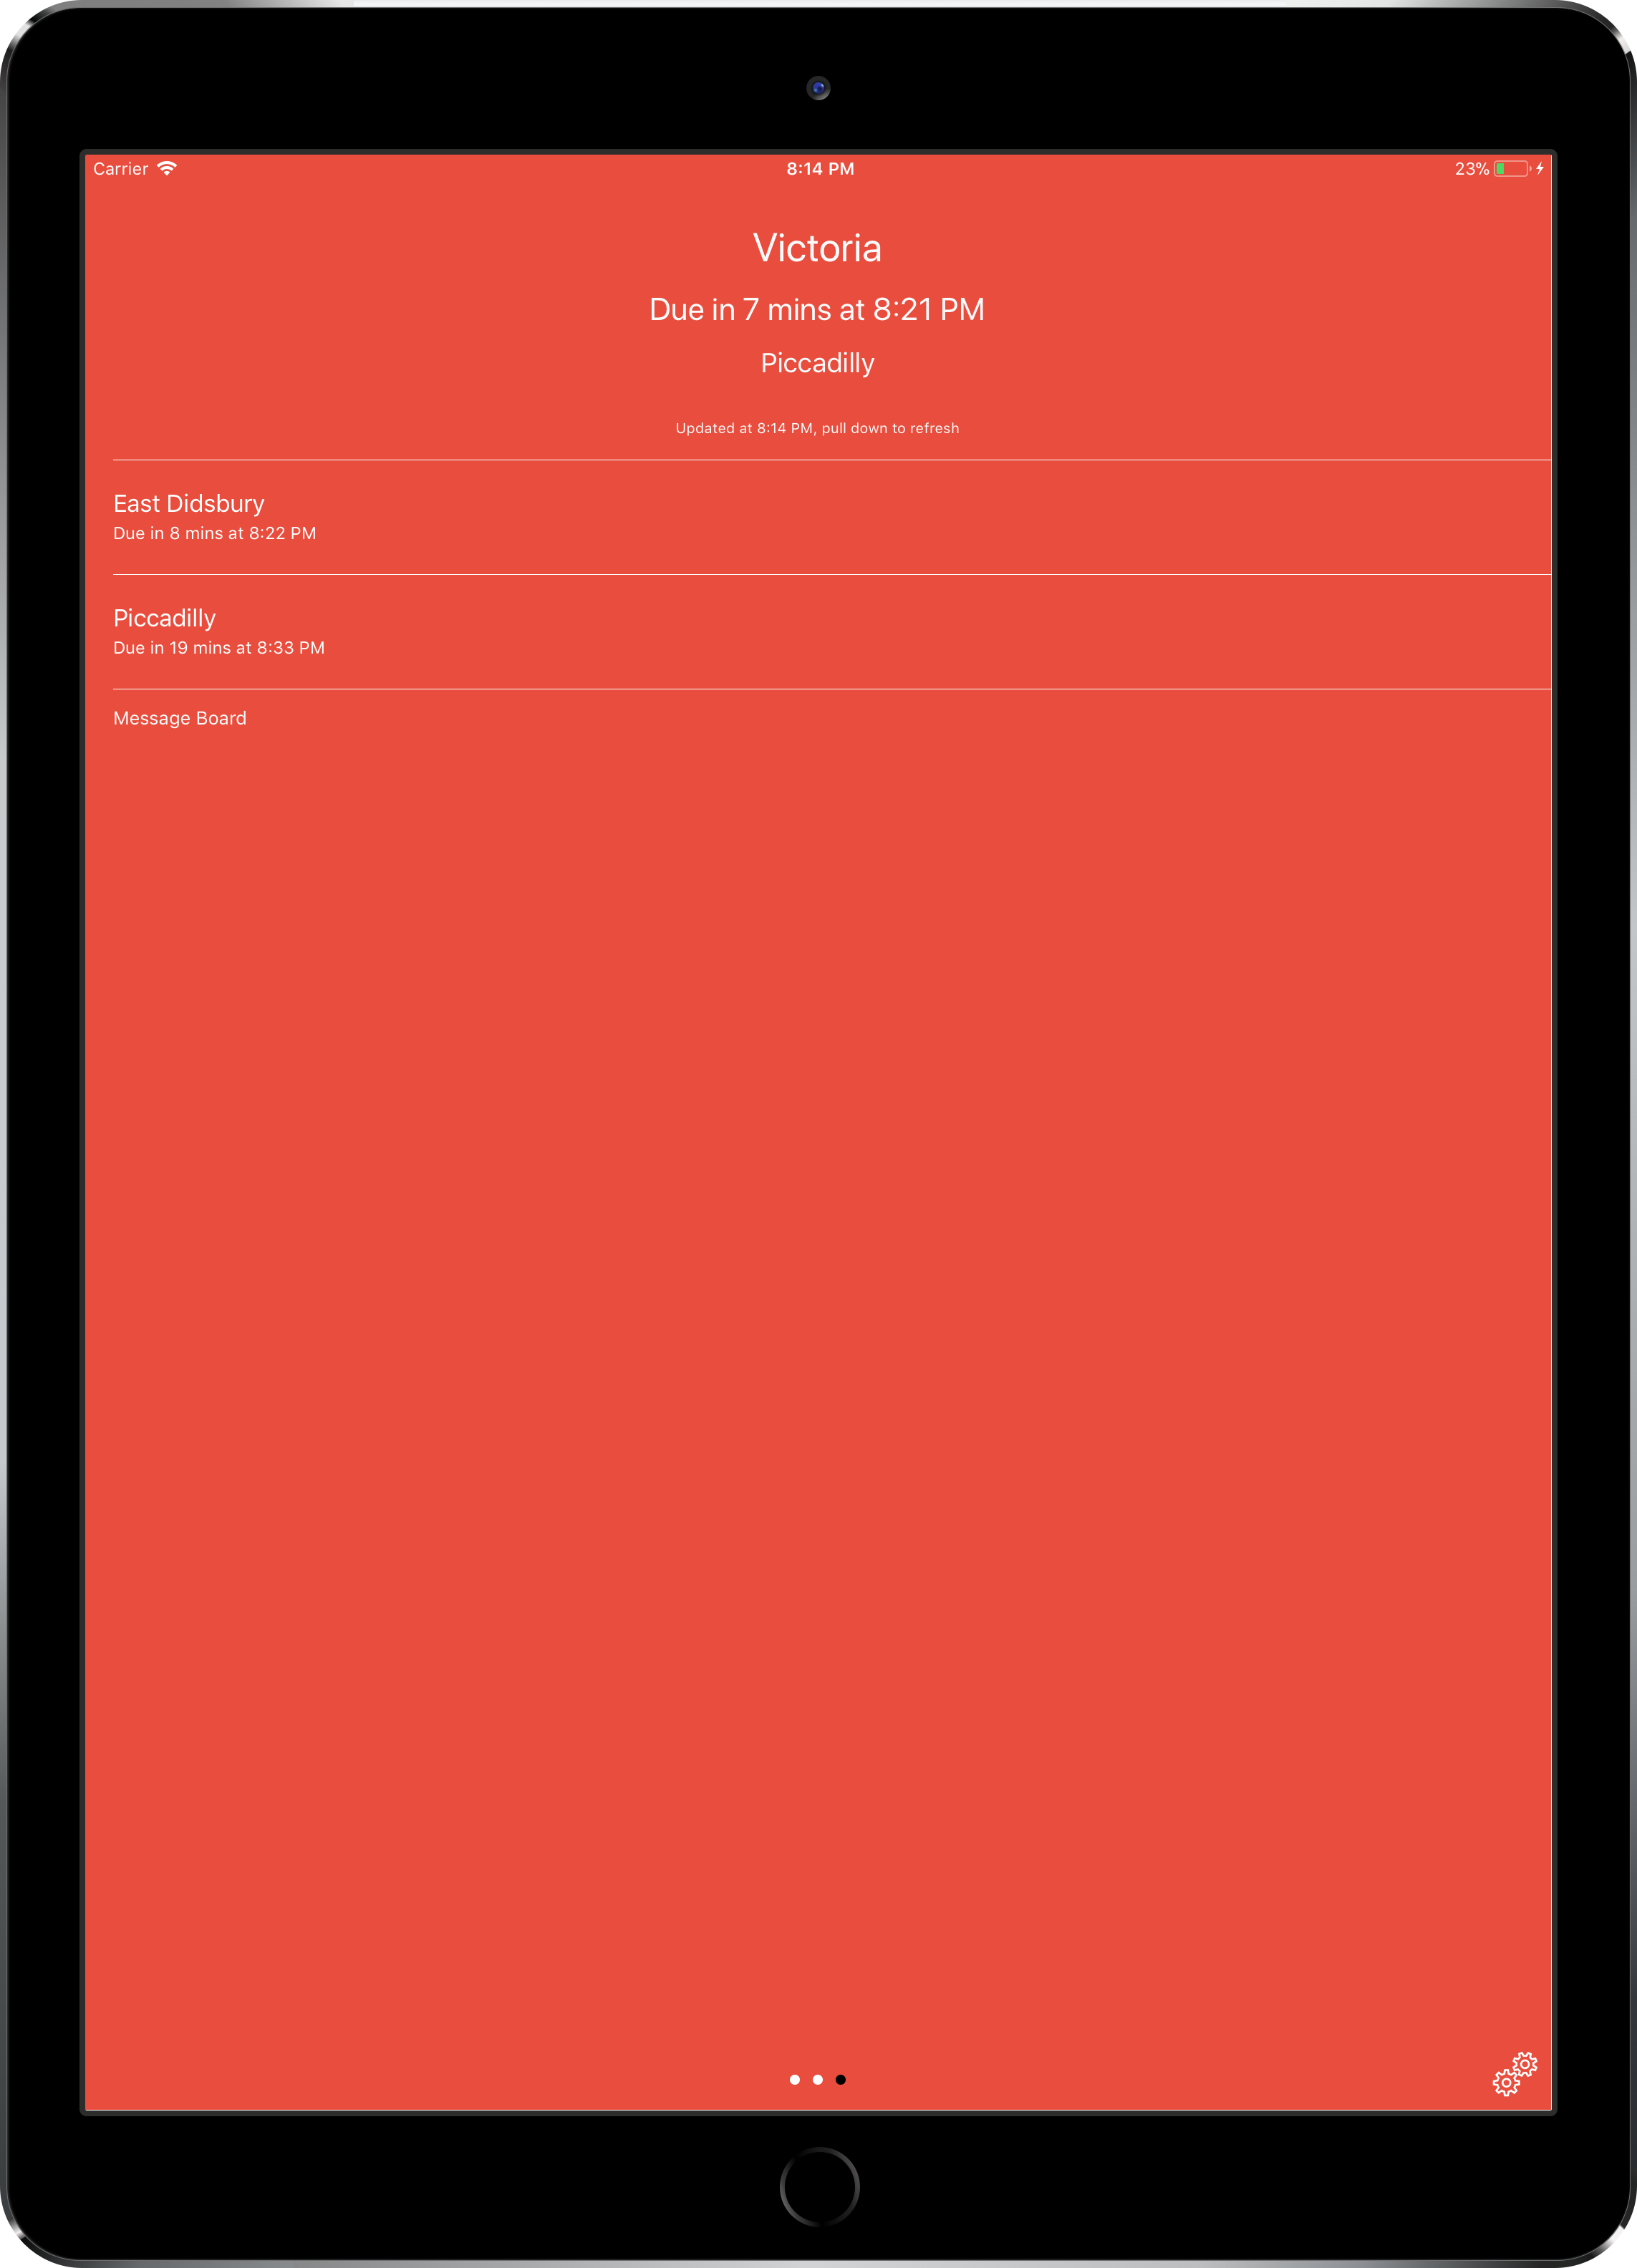 Carrier
8:14 PM
23%
Victoria
Due in 7 mins at 8:21 PM
Piccadilly
Updated at 8:14 PM, pull down to refresh
East Didsbury
Due in 8 mins at 8:22 PM
Piccadilly
Due in 19 mins at 8:33 PM
Message Board